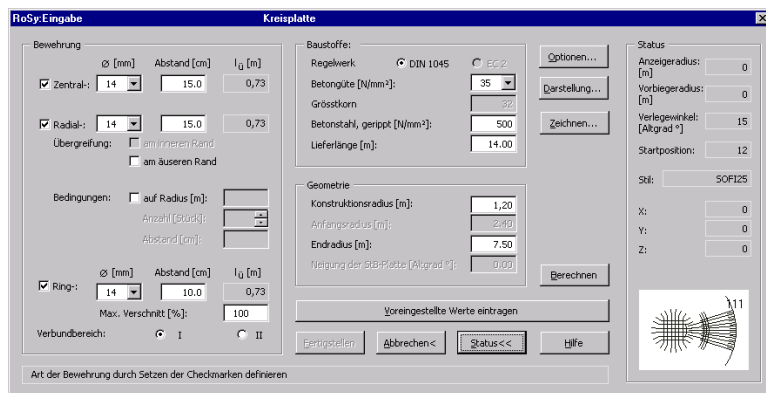 RoSy:Eingabe Kreisplatte
Bewehrung
Ø [mm] Abstand [cm] lü [m]
Zentral-: 14 15.0 0,73
Radial-: 14 15.0 0,73
Übergreifung: am inneren Rand
am äuseren Rand
Bedingungen: auf Radius [m]:
Anzahl [Stück]:
Abstand [cm]:
Ø [mm] Abstand [cm] lü [m]
Ring-: 14 10.0 0,73
Max. Verschnitt [%]: 100
Verbundbereich: I II
Baustoffe:
Regelwerk DIN 1045 EC 2
Betongüte [N/mm²]: 35
Grösstkorn 32
Betonstahl, gerippt [N/mm²]: 500
Lieferlänge [m]: 14.00
Geometrie
Konstruktionsradius [m]: 1,20
Anfangsradius [m]: 2.40
Endradius [m]: 7.50
Neigung der StB-Platte [Altgrad °]: 0.00
Optionen...
Darstellung...
Zeichnen...
Berechnen
Voreingestellte Werte eintragen
Fertigstellen Abbrechen< Status<< Hilfe
Status
Anzeigeradius: [m] 0
Vorbiegeradius: [m] 0
Verlegewinkel: [Altgrad °] 15
Startposition: 12
Stil: SOFI25
X: 0
Y: 0
Z: 0
111
Art der Bewehrung durch Setzen der Checkmarken definieren